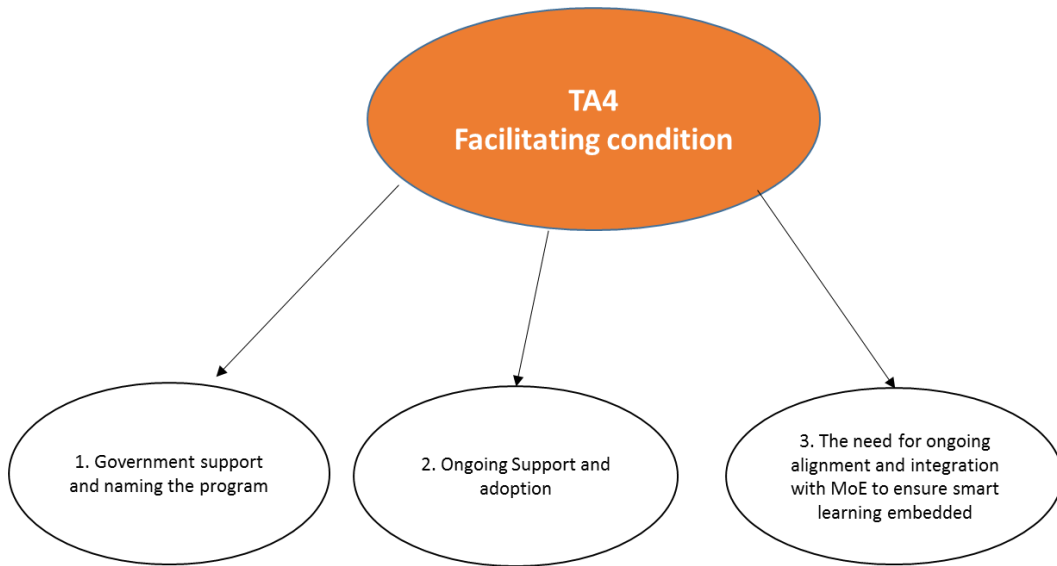 TA4
Facilitating condition
1. Government support
and naming the program
2. Ongoing Support and
adoption
3. The need for ongoing
alignment and integration
with MoE to ensure smart
learning embedded